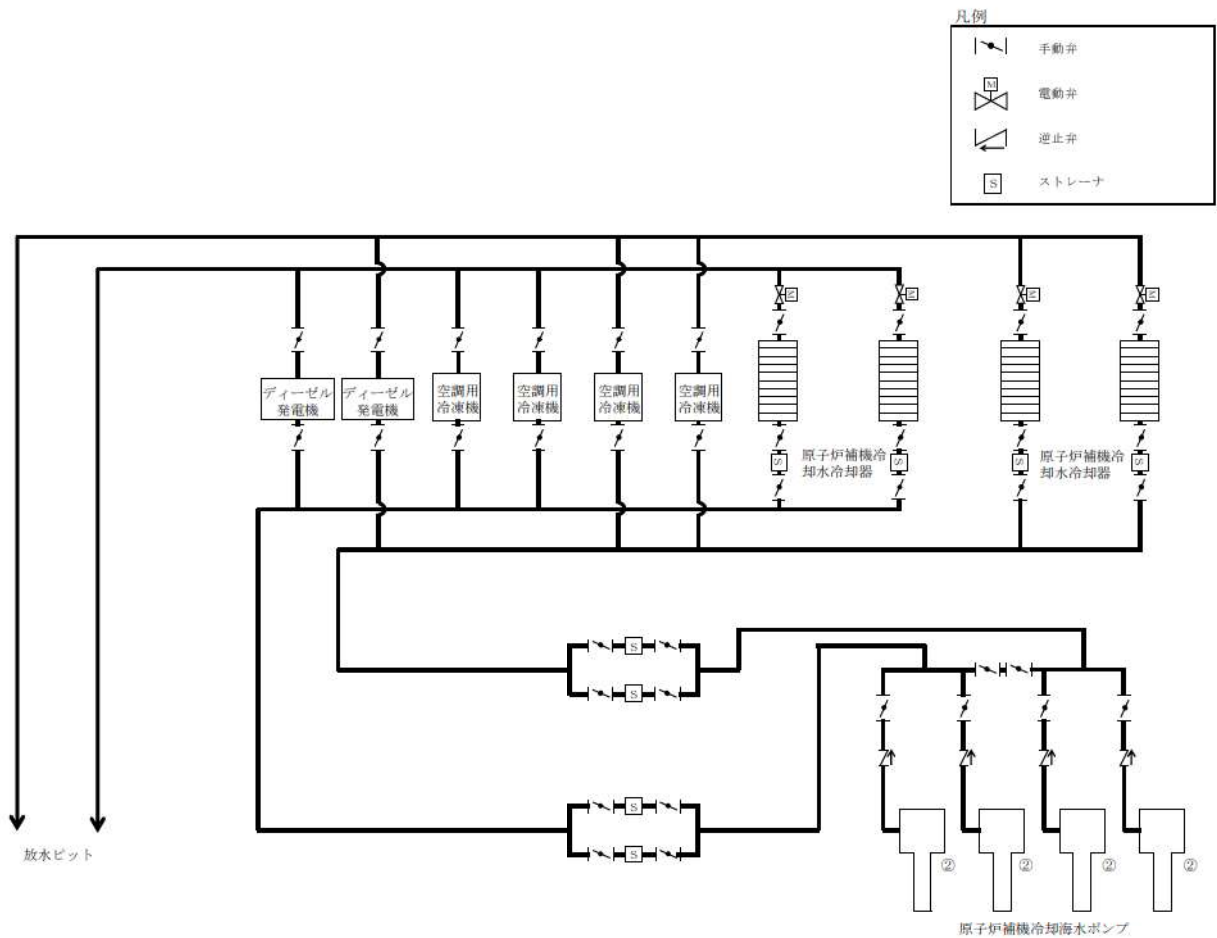 凡例
手動弁
M
電動弁
逆止弁
S
ストレーナ
M
M
M
M
ディーゼル
発電機
ディーゼル
発電機
空調用
冷凍機
空調用
冷凍機
空調用
冷凍機
空調用
冷凍機
S
原子炉補機冷
却水冷却器
S
S
原子炉補機冷
却水冷却器
S
S
S
S
S
放水ピット
②
②
②
②
原子炉補機冷却海水ポンプ